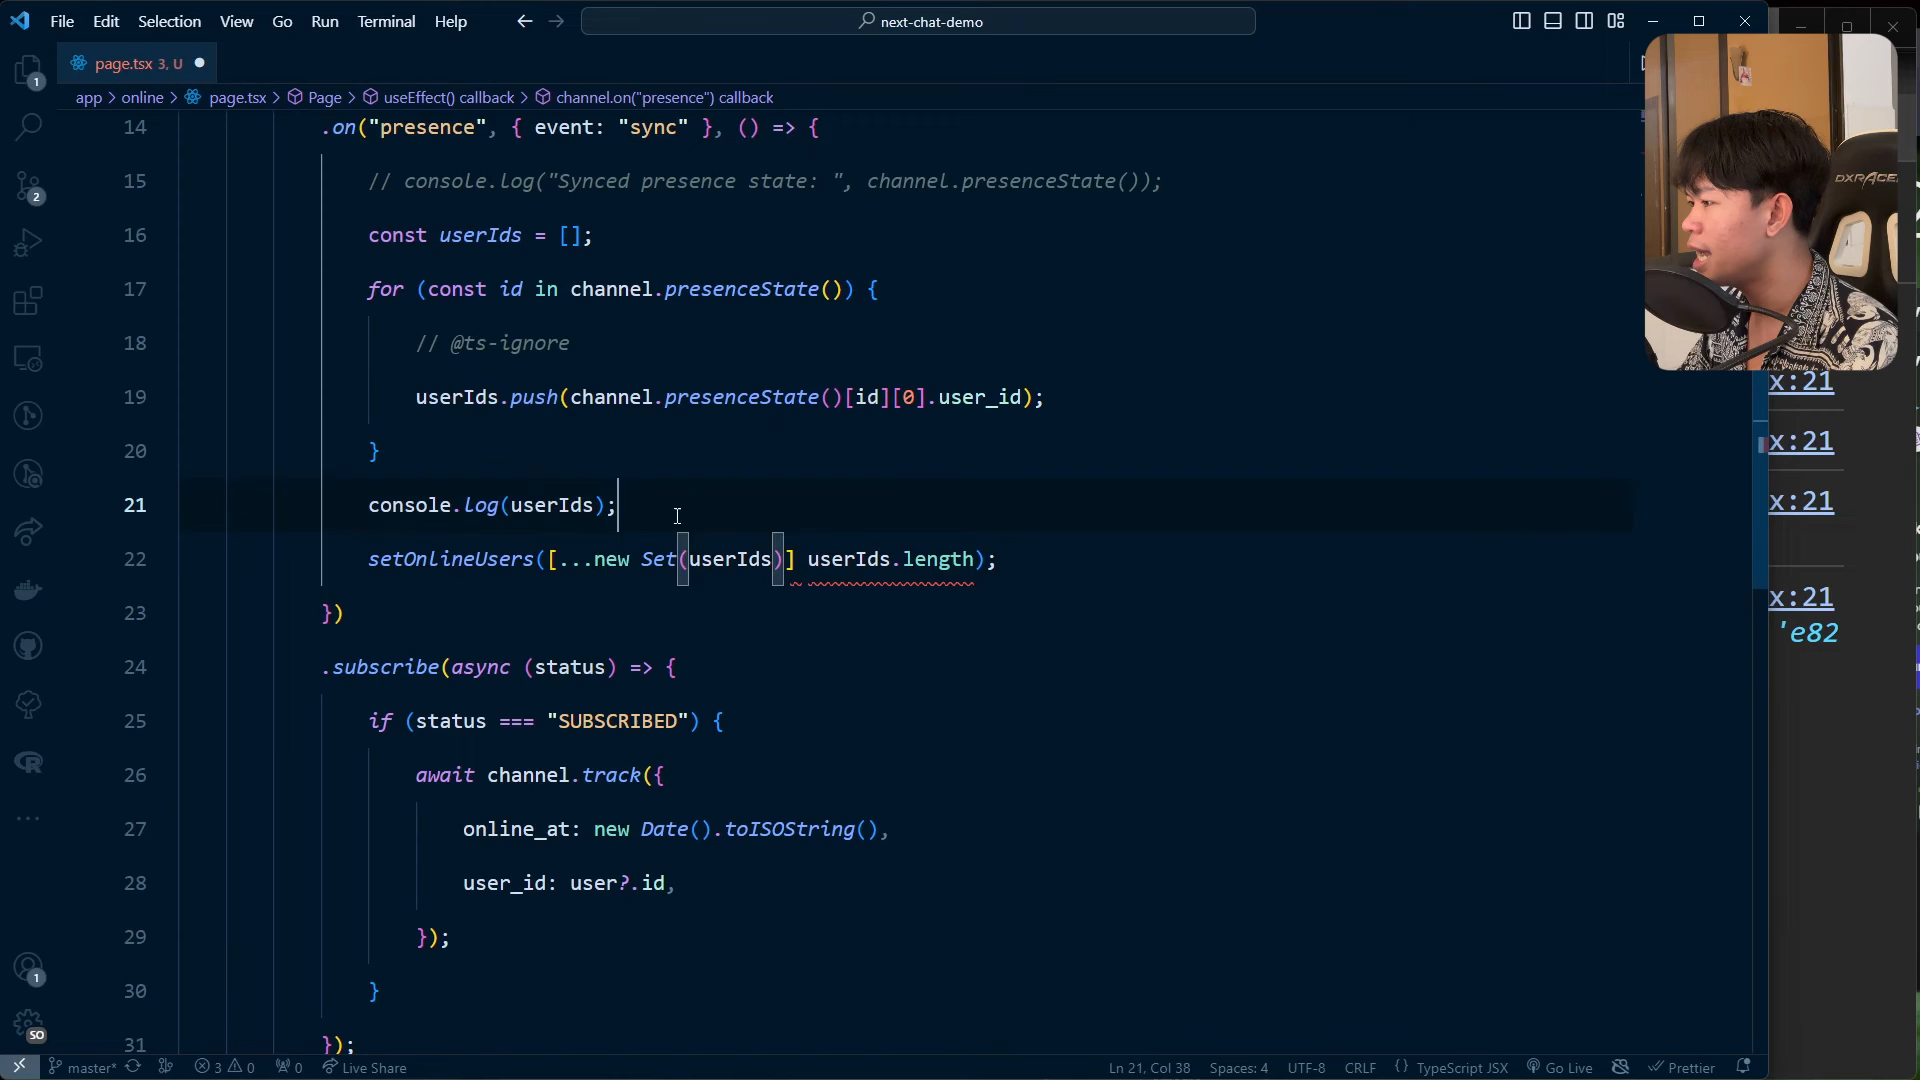 File Edit Selection View Go Run Terminal Help
next-chat-demo
page.tsx 3, U
app > online > page.tsx > Page > useEffect() callback > channel.on("presence") callback
14 .on("presence", { event: "sync" }, () => {
15 // console.log("Synced presence state: ", channel.presenceState());
16 const userIds = [];
17 for (const id in channel.presenceState()) {
18 // @ts-ignore
19 userIds.push(channel.presenceState()[id][0].user_id);
20 }
21 console.log(userIds);
22 setOnlineUsers([...new Set(userIds)] userIds.length);
23 })
24 .subscribe(async (status) => {
25 if (status === "SUBSCRIBED") {
26 await channel.track({
27 online_at: new Date().toISOString(),
28 user_id: user?.id,
29 });
30 }
31 });
DXRACER
x:21
x:21
x:21
x:21
'e82
1
2
1
SO
master* 3 0 0 Live Share Ln 21, Col 38 Spaces: 4 UTF-8 CRLF {} TypeScript JSX Go Live Prettier